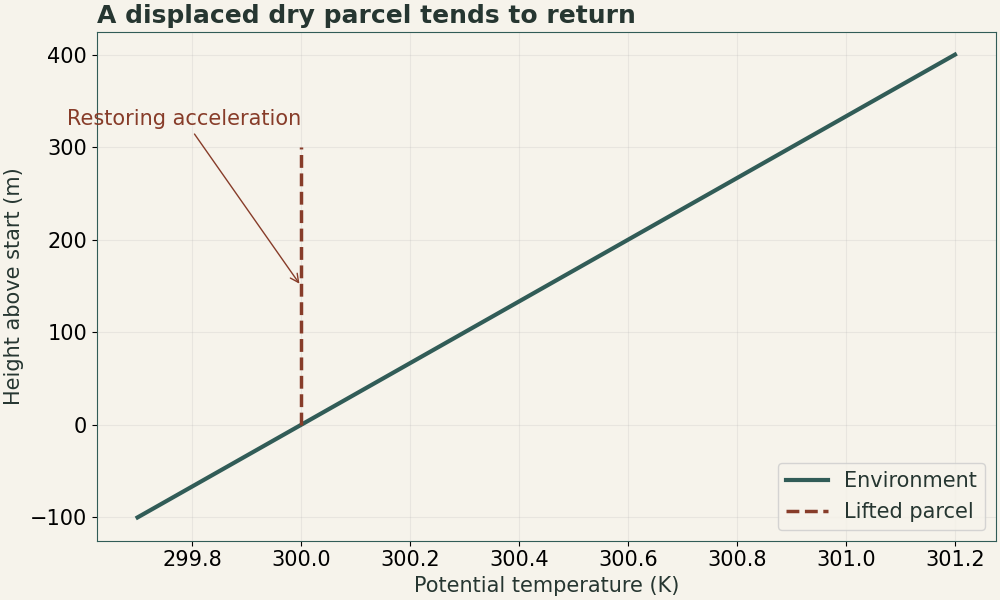 A displaced dry parcel tends to return
Height above start (m)
400
300
200
100
0
−100
Restoring acceleration
Environment
Lifted parcel
299.8 300.0 300.2 300.4 300.6 300.8 301.0 301.2
Potential temperature (K)